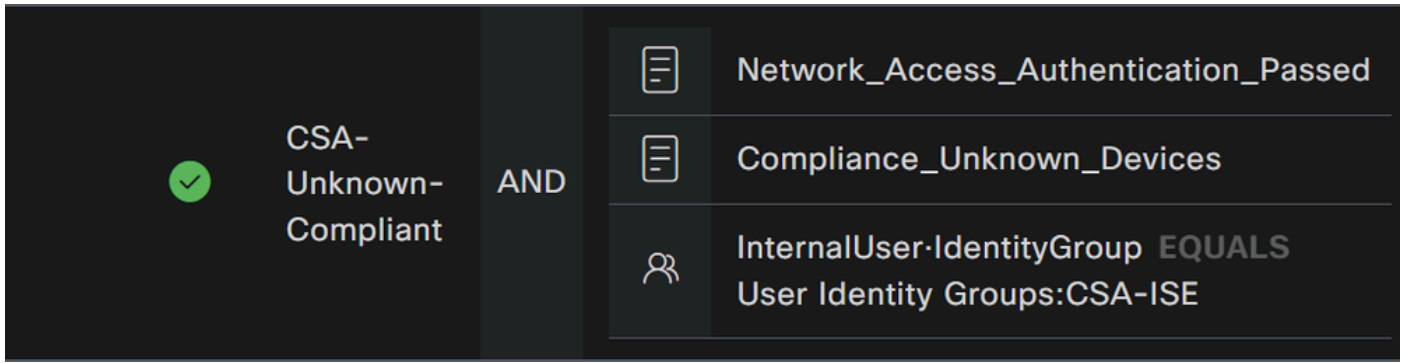 CSA-
Unknown-
Compliant
AND
Network_Access_Authentication_Passed
Compliance_Unknown_Devices
InternalUser·IdentityGroup EQUALS
User Identity Groups:CSA-ISE